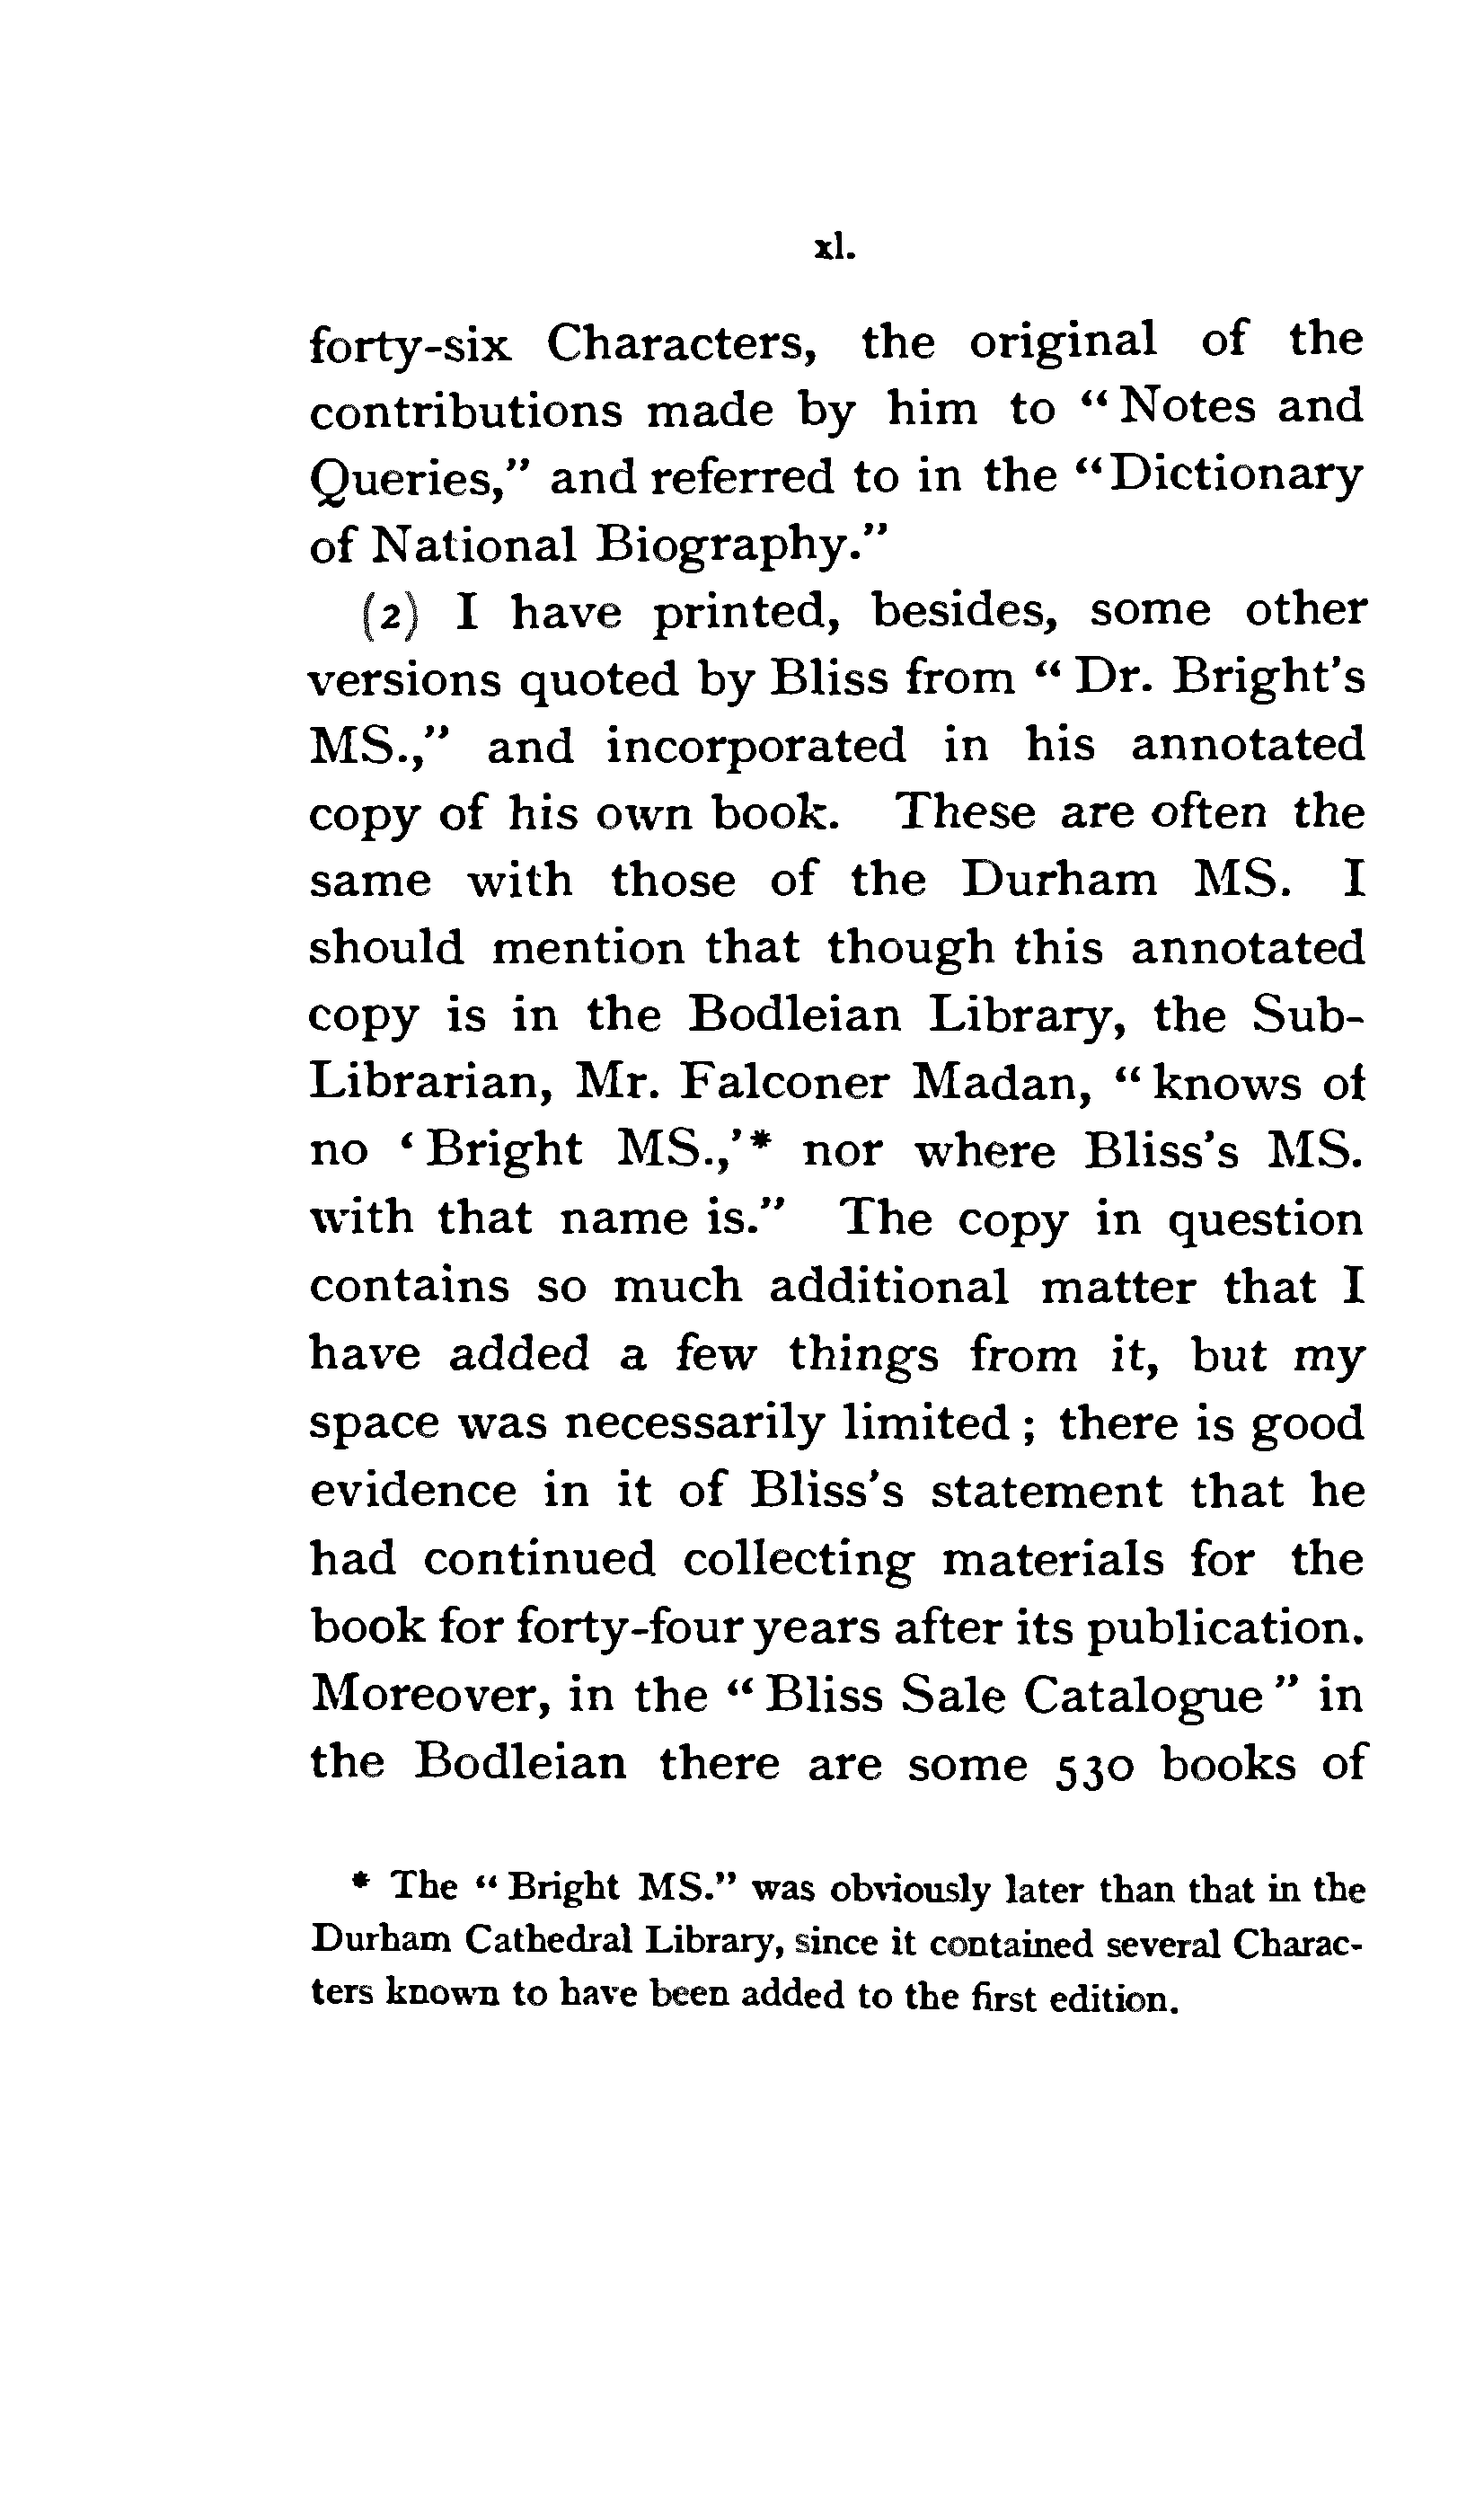 xl.
forty-six Characters, the original of the
contributions made by him to “ Notes and
Queries,” and referred to in the “Dictionary
of National Biography.”
(2) I have printed, besides, some other
versions quoted by Bliss from “ Dr. Bright’s
MS.,” and incorporated in his annotated
copy of his own book. These are often the
same with those of the Durham MS. I
should mention that though this annotated
copy is in the Bodleian Library, the Sub-
Librarian, Mr. Falconer Madan, “ knows of
no ‘ Bright MS.,’* nor where Bliss’s MS.
with that name is.” The copy in question
contains so much additional matter that I
have added a few things from it, but my
space was necessarily limited ; there is good
evidence in it of Bliss’s statement that he
had continued collecting materials for the
book for forty-four years after its publication.
Moreover, in the “ Bliss Sale Catalogue ” in
the Bodleian there are some 530 books of
* The “ Bright MS.” was obviously later than that in the
Durham Cathedral Library, since it contained several Charac-
ters known to have been added to the first edition.